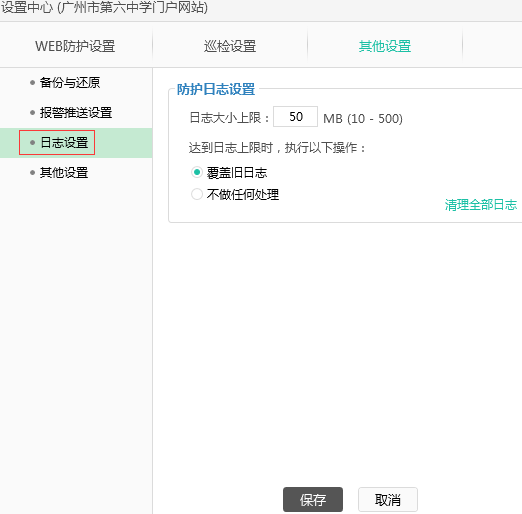 设置中心 (广州市第六中学门户网站)
WEB防护设置 巡检设置 其他设置
备份与还原
报警推送设置
日志设置
其他设置
防护日志设置
日志大小上限： 50 MB (10 - 500)
达到日志上限时，执行以下操作：
覆盖旧日志
不做任何处理
清理全部日志
保存 取消